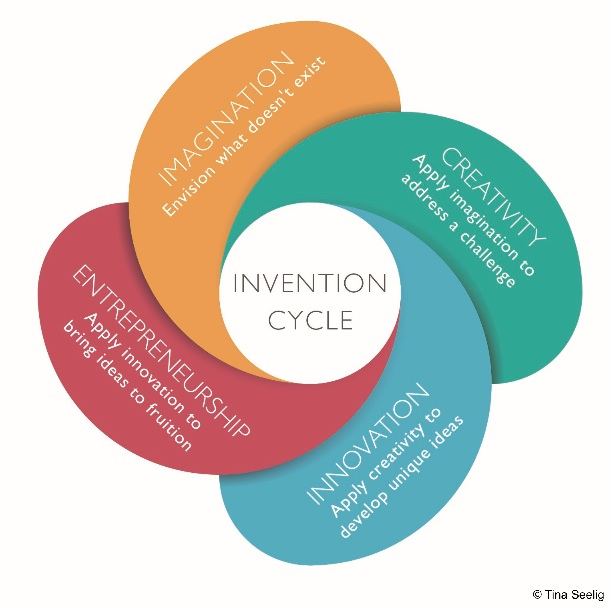 IMAGINATION
Envision what doesn't exist
CREATIVITY
Apply imagination to
address a challenge
INVENTION
CYCLE
ENTREPRENEURSHIP
Apply innovation to
bring ideas to fruition
INNOVATION
Apply creativity to
develop unique ideas
© Tina Seelig